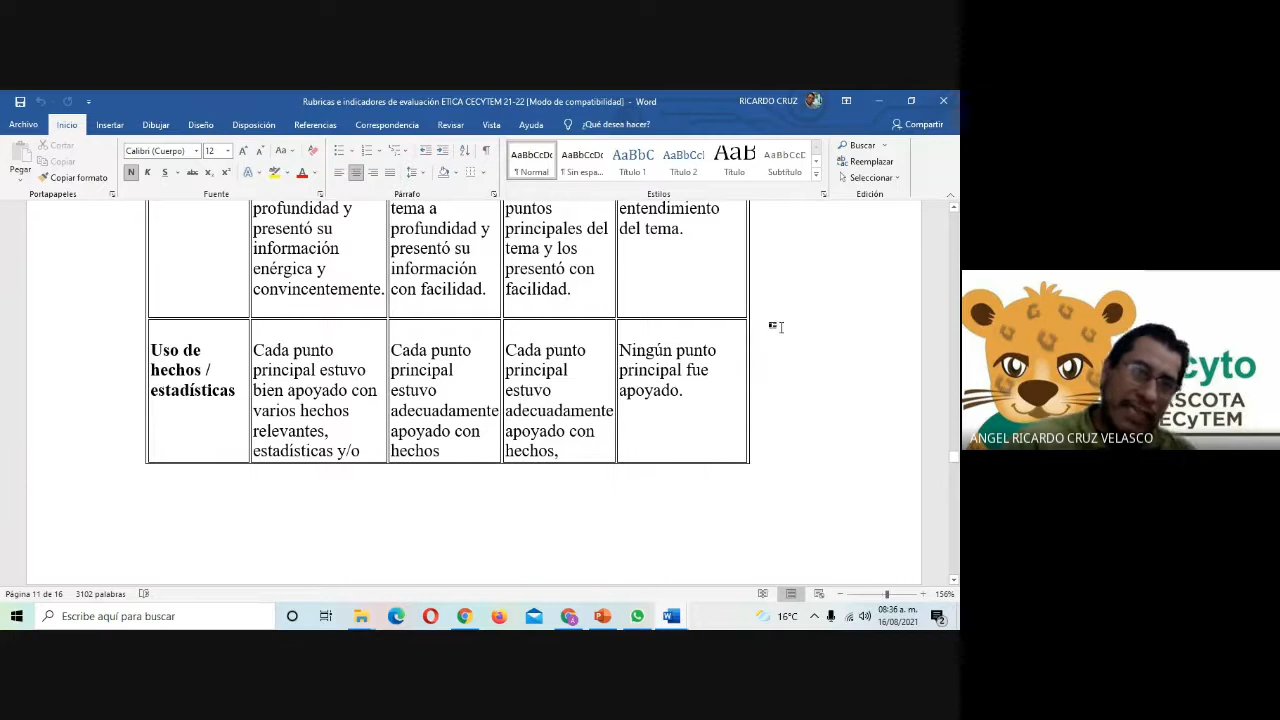 Rubricas e indicadores de evaluación ETICA CECYTEM 21-22 [Modo de compatibilidad] - Word
RICARDO CRUZ
Archivo Inicio Insertar Dibujar Diseño Disposición Referencias Correspondencia Revisar Vista Ayuda ¿Qué desea hacer? Compartir
Pegar
Cortar
Copiar
Copiar formato
Portapapeles
Calibri (Cuerpo) 12
N K S abc x₂ x²
Fuente
Párrafo
AaBbCcDc AaBbCcDc AaBbC AaBbCcI AaB AaBbCcE
¶ Normal ¶ Sin espa... Título 1 Título 2 Título Subtítulo
Estilos
Buscar
Reemplazar
Seleccionar
Edición
profundidad y
presentó su
información
enérgica y
convincentemente.
tema a
profundidad y
presentó su
información
con facilidad.
puntos
principales del
tema y los
presentó con
facilidad.
entendimiento
del tema.
Uso de
hechos /
estadísticas
Cada punto
principal estuvo
bien apoyado con
varios hechos
relevantes,
estadísticas y/o
Cada punto
principal
estuvo
adecuadamente
apoyado con
hechos
Cada punto
principal
estuvo
adecuadamente
apoyado con
hechos,
Ningún punto
principal fue
apoyado.
Página 11 de 16 3102 palabras
156%
Escribe aquí para buscar
16°C
08:36 a. m.
16/08/2021
2
cyto
ASCOTA
ECyTEM
ANGEL RICARDO CRUZ VELASCO